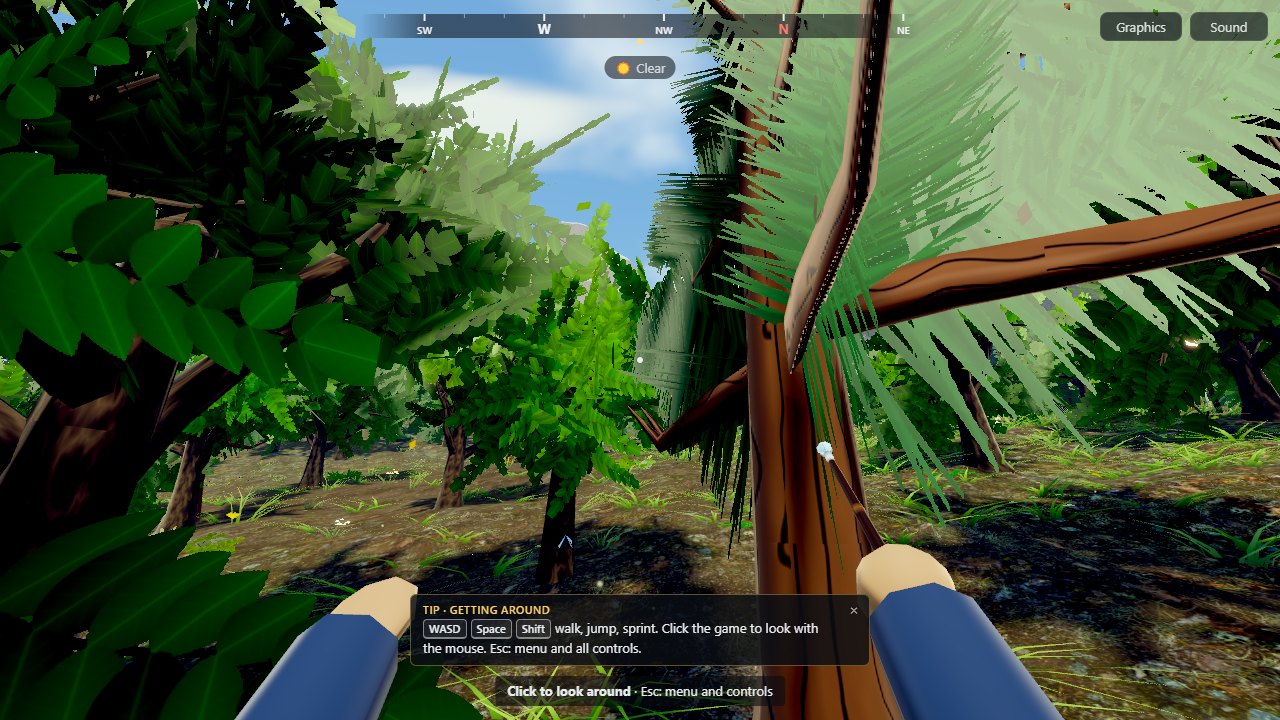 SW W NW N NE
Graphics Sound
Clear
TIP · GETTING AROUND
WASD Space Shift walk, jump, sprint. Click the game to look with
the mouse. Esc: menu and all controls.
Click to look around · Esc: menu and controls